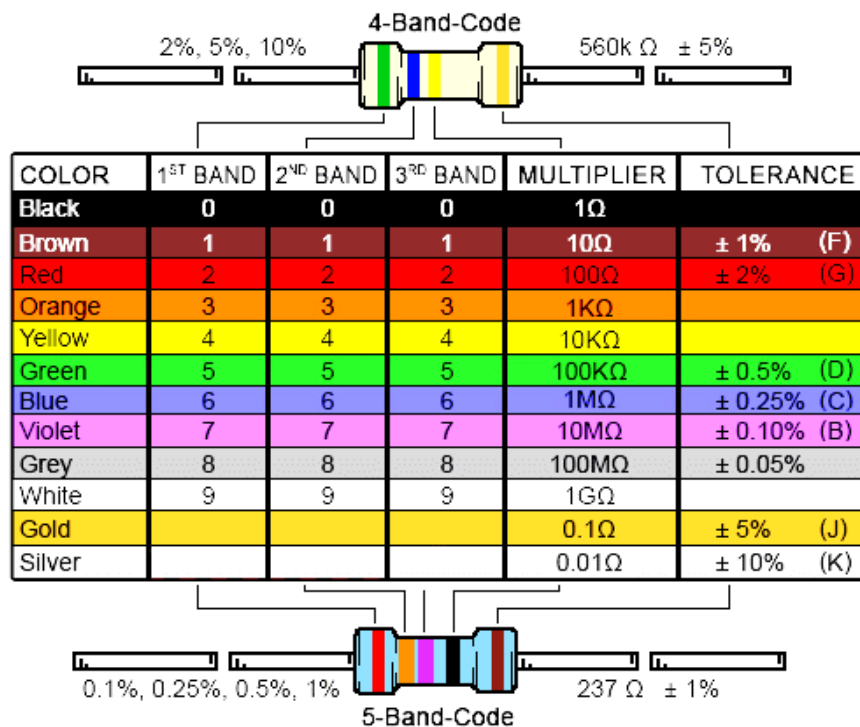 4-Band-Code
2%, 5%, 10% 560k Ω ± 5%
COLOR 1ST BAND 2ND BAND 3RD BAND MULTIPLIER TOLERANCE
Black 0 0 0 1Ω
Brown 1 1 1 10Ω ± 1% (F)
Red 2 2 2 100Ω ± 2% (G)
Orange 3 3 3 1KΩ
Yellow 4 4 4 10KΩ
Green 5 5 5 100KΩ ± 0.5% (D)
Blue 6 6 6 1MΩ ± 0.25% (C)
Violet 7 7 7 10MΩ ± 0.10% (B)
Grey 8 8 8 100MΩ ± 0.05%
White 9 9 9 1GΩ
Gold 0.1Ω ± 5% (J)
Silver 0.01Ω ± 10% (K)
0.1%, 0.25%, 0.5%, 1% 237 Ω ± 1%
5-Band-Code